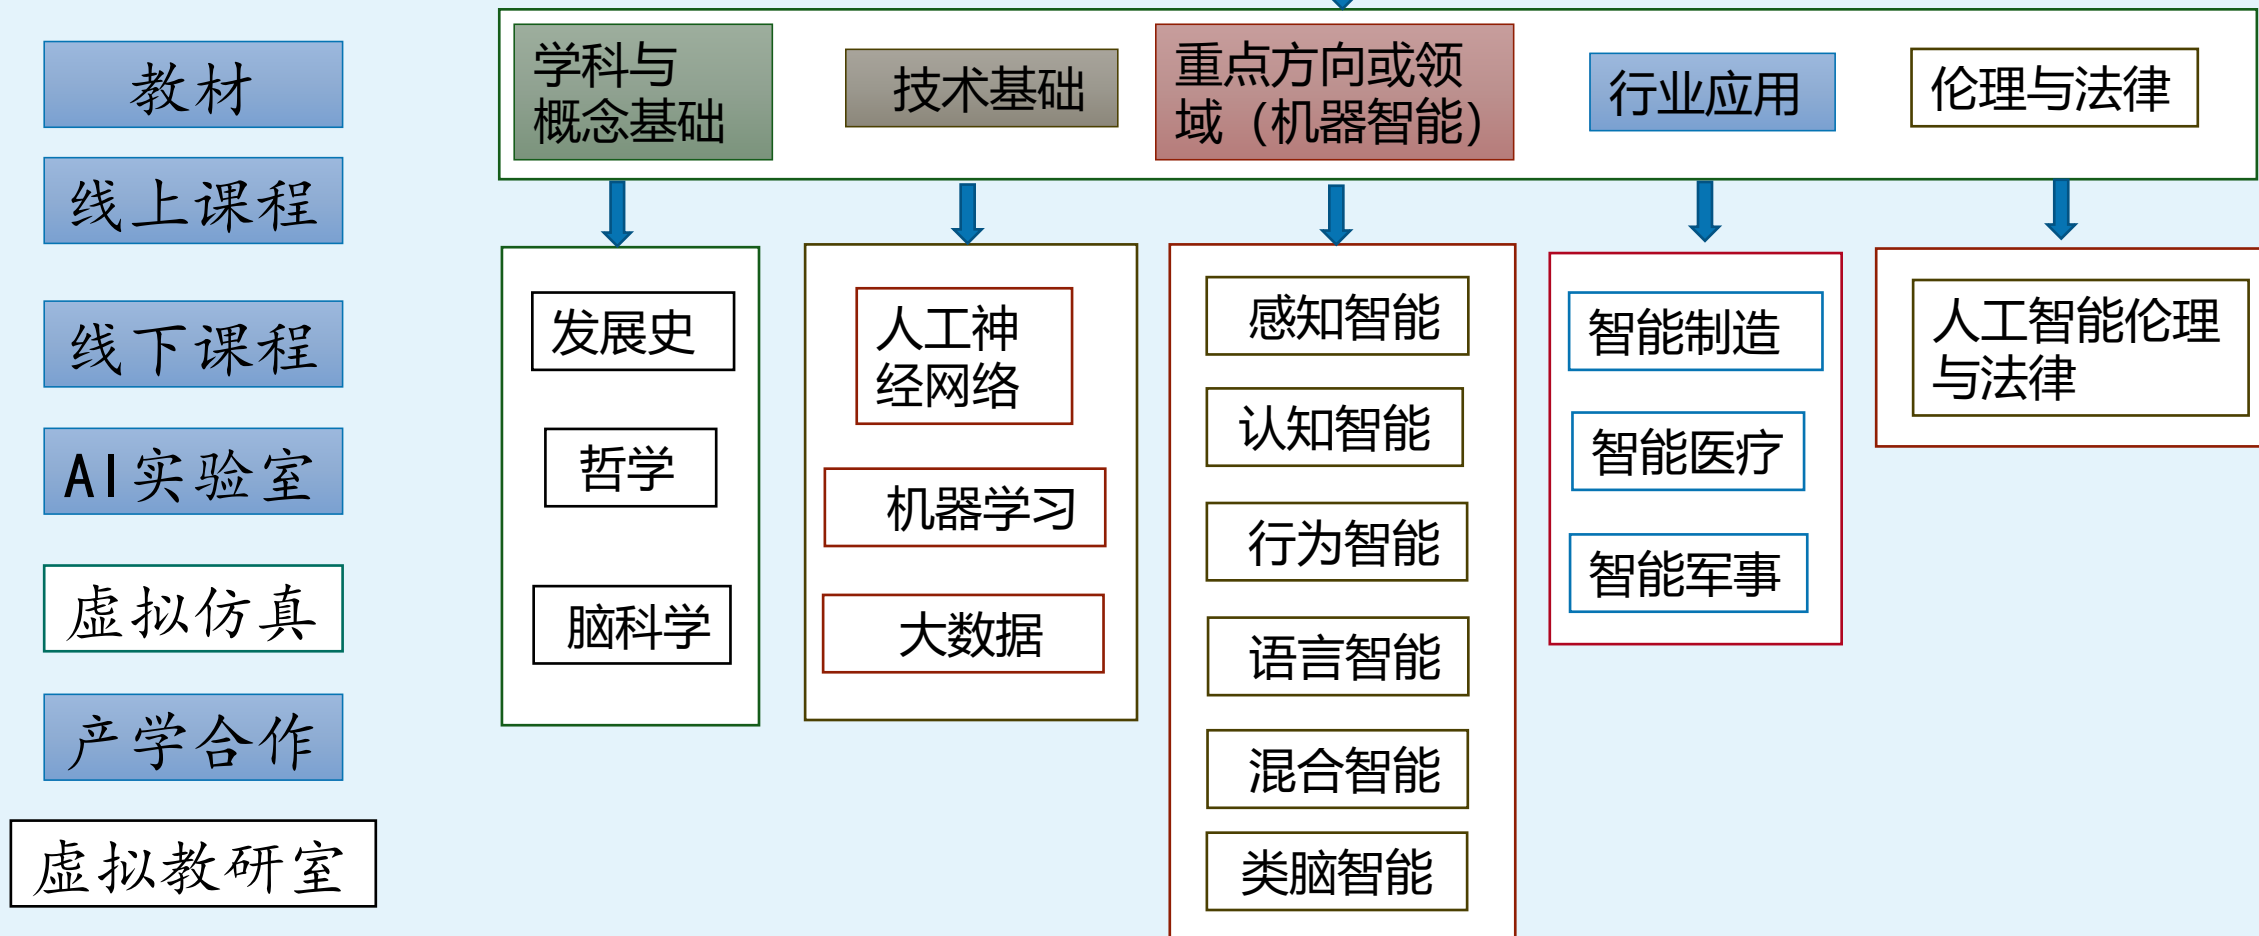 教材
线上课程
线下课程
AI实验室
虚拟仿真
产学合作
虚拟教研室
学科与
概念基础
技术基础
重点方向或领
域（机器智能）
行业应用
伦理与法律
发展史
哲学
脑科学
人工神
经网络
机器学习
大数据
感知智能
认知智能
行为智能
语言智能
混合智能
类脑智能
智能制造
智能医疗
智能军事
人工智能伦理
与法律